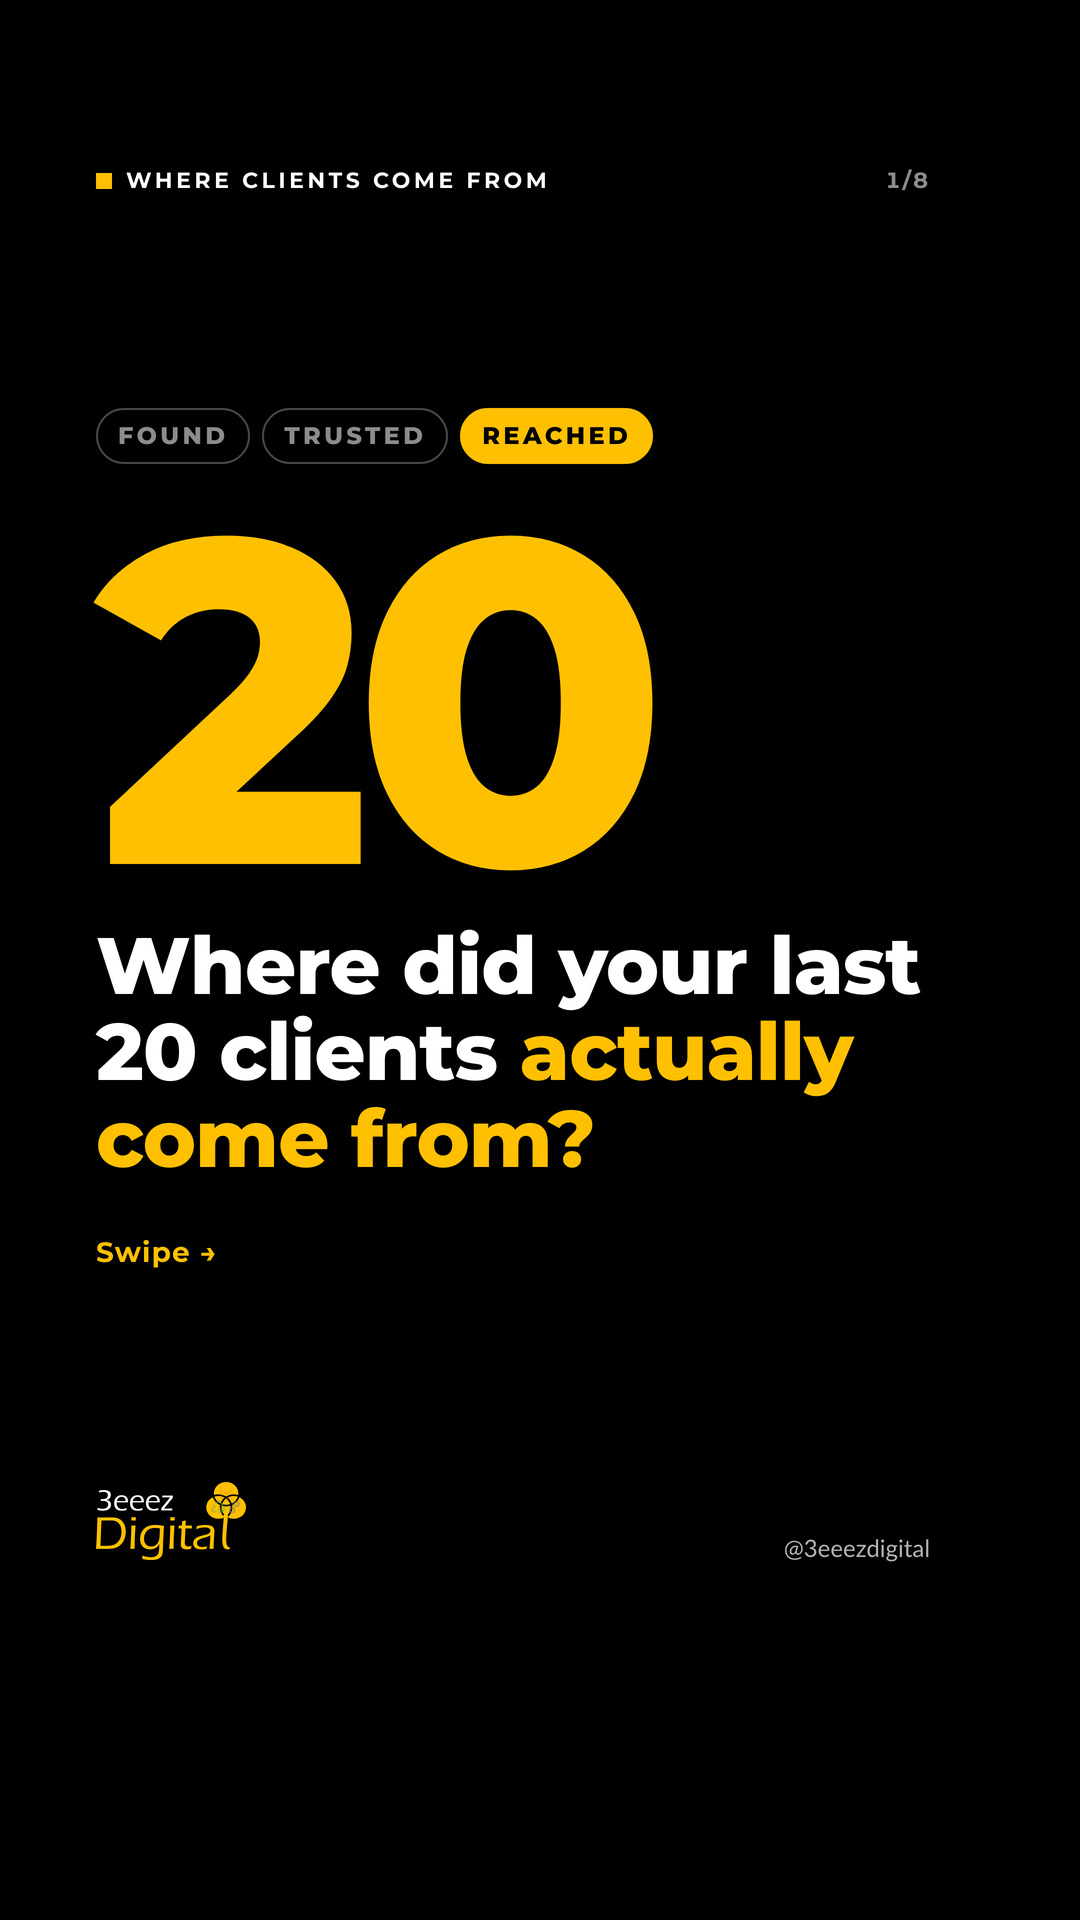 WHERE CLIENTS COME FROM
1/8
FOUND
TRUSTED
REACHED
20
Where did your last
20 clients actually
come from?
Swipe →
3eeez
Digital
@3eeezdigital